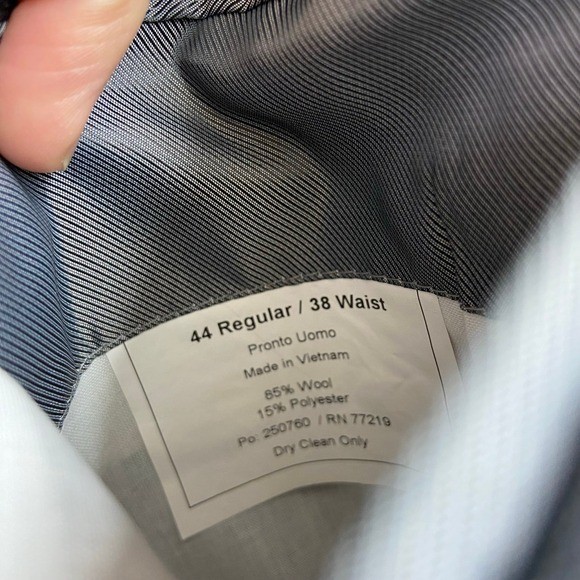 44 Regular / 38 Waist
Pronto Uomo
Made in Vietnam
85% Wool
15% Polyester
Po: 250760 / RN 77219
Dry Clean Only